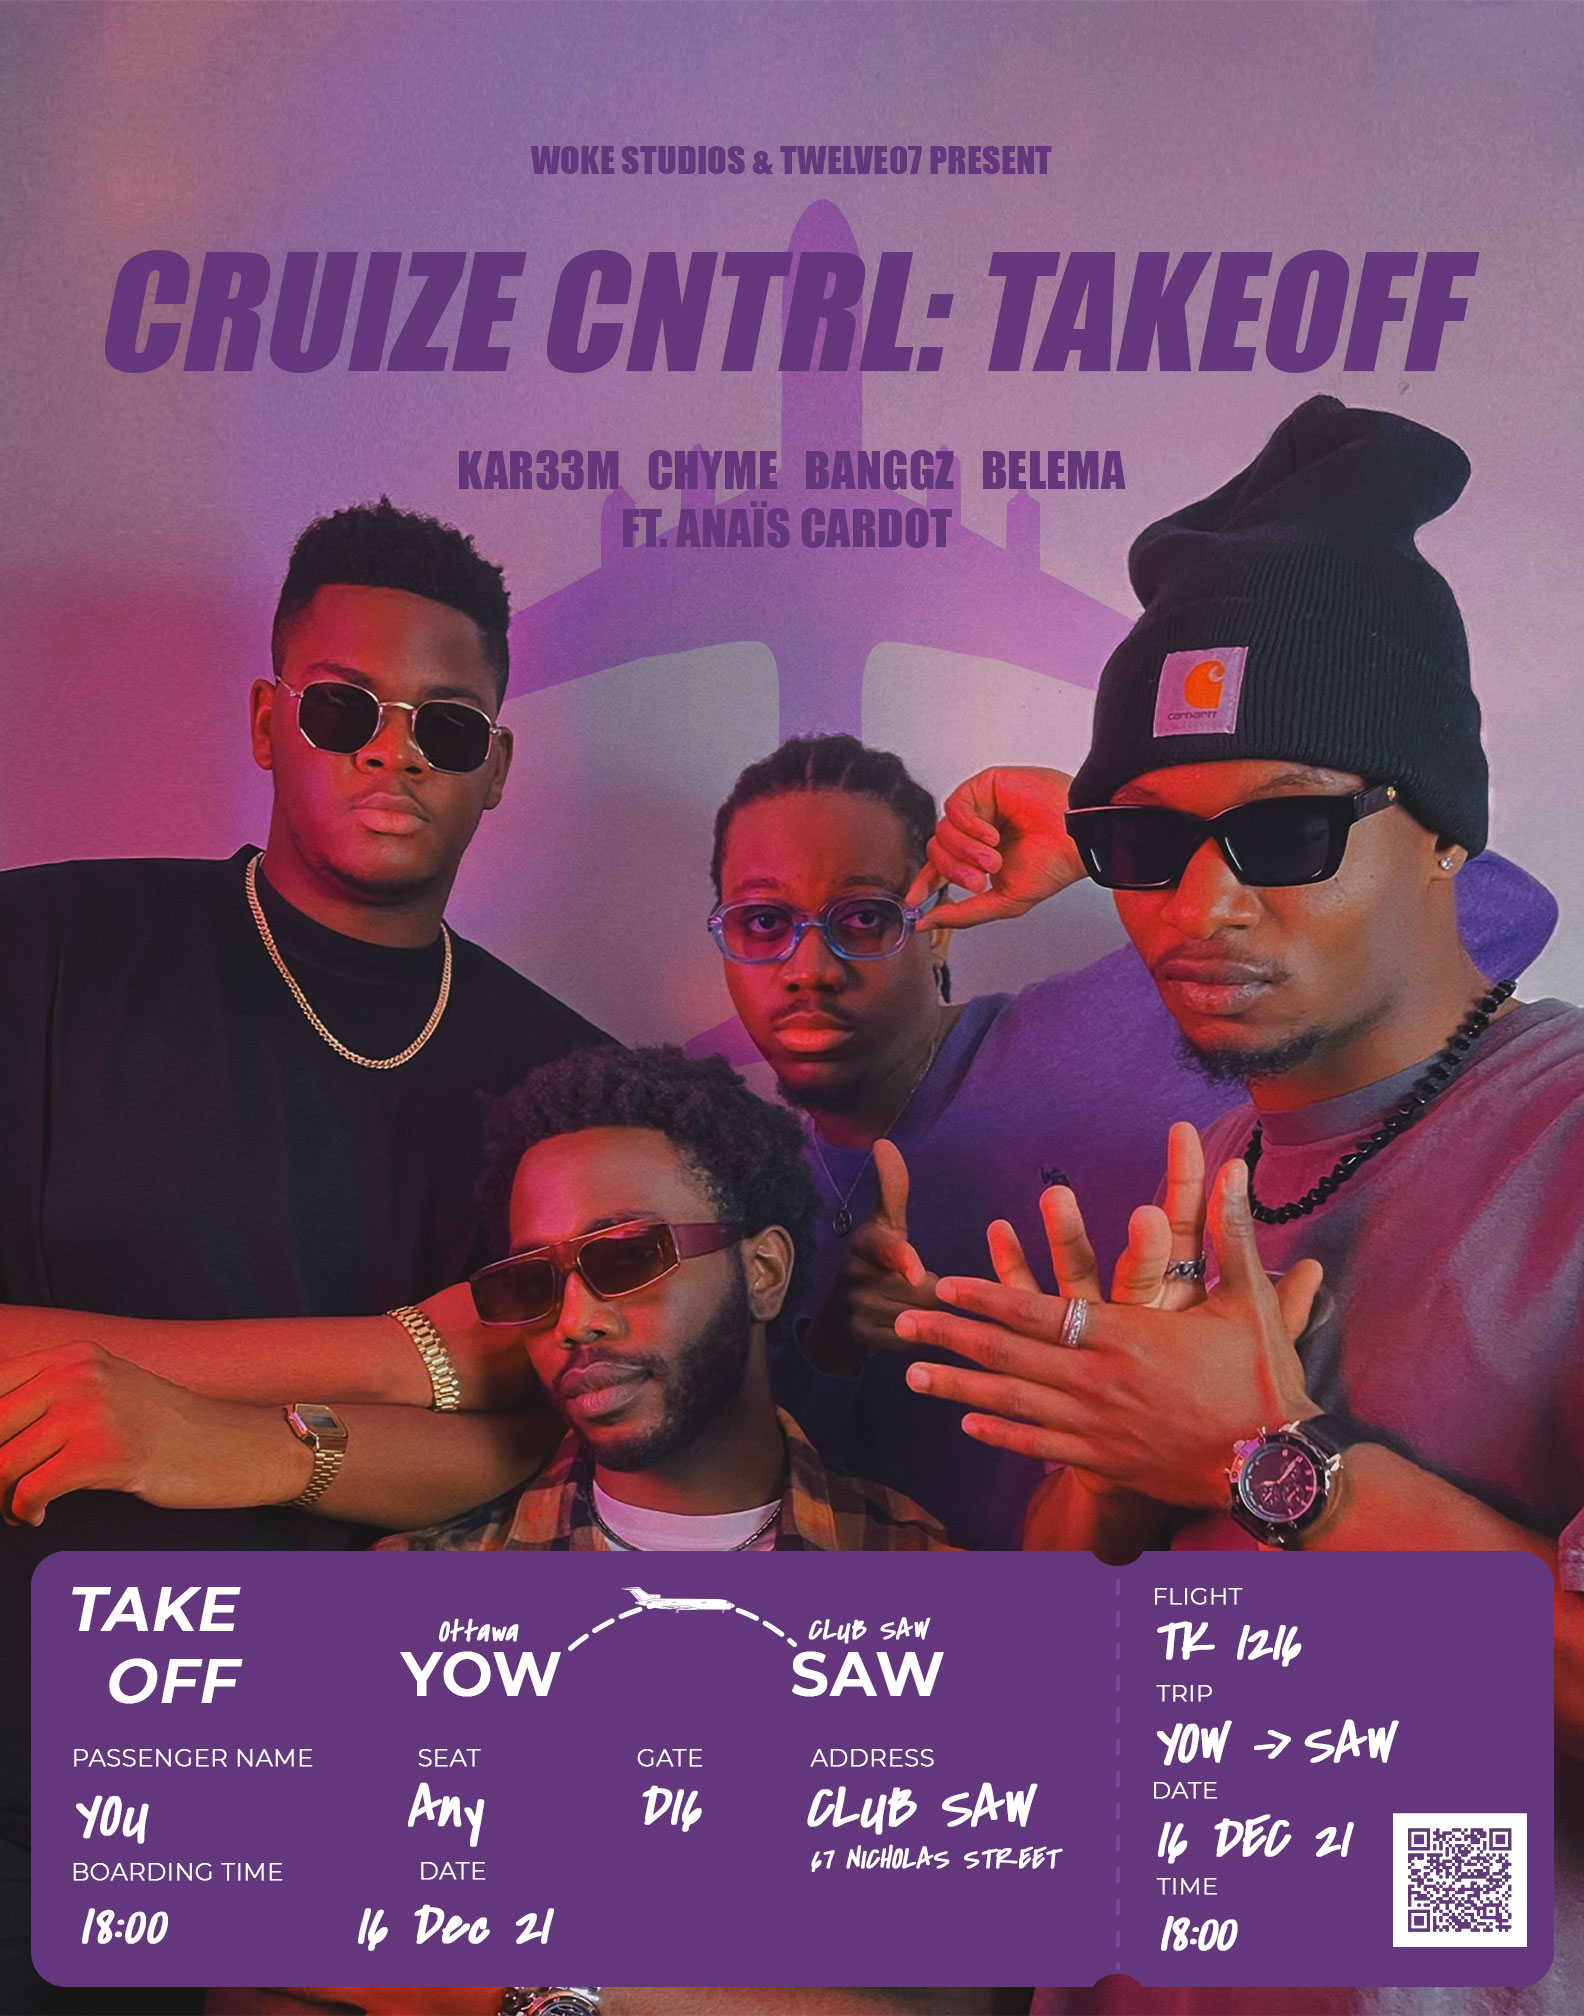 WOKE STUDIOS & TWELVE07 PRESENT
CRUIZE CNTRL: TAKEOFF
KAR33M CHYME BANGGZ BELEMA
FT. ANAÏS CARDOT
carhartt
TAKE
OFF
Ottawa
YOW
CLUB SAW
SAW
PASSENGER NAME
YOU
SEAT
Any
GATE
D16
ADDRESS
CLUB SAW
67 NICHOLAS STREET
BOARDING TIME
18:00
DATE
16 Dec 21
FLIGHT
TK 1216
TRIP
YOW -> SAW
DATE
16 DEC 21
TIME
18:00